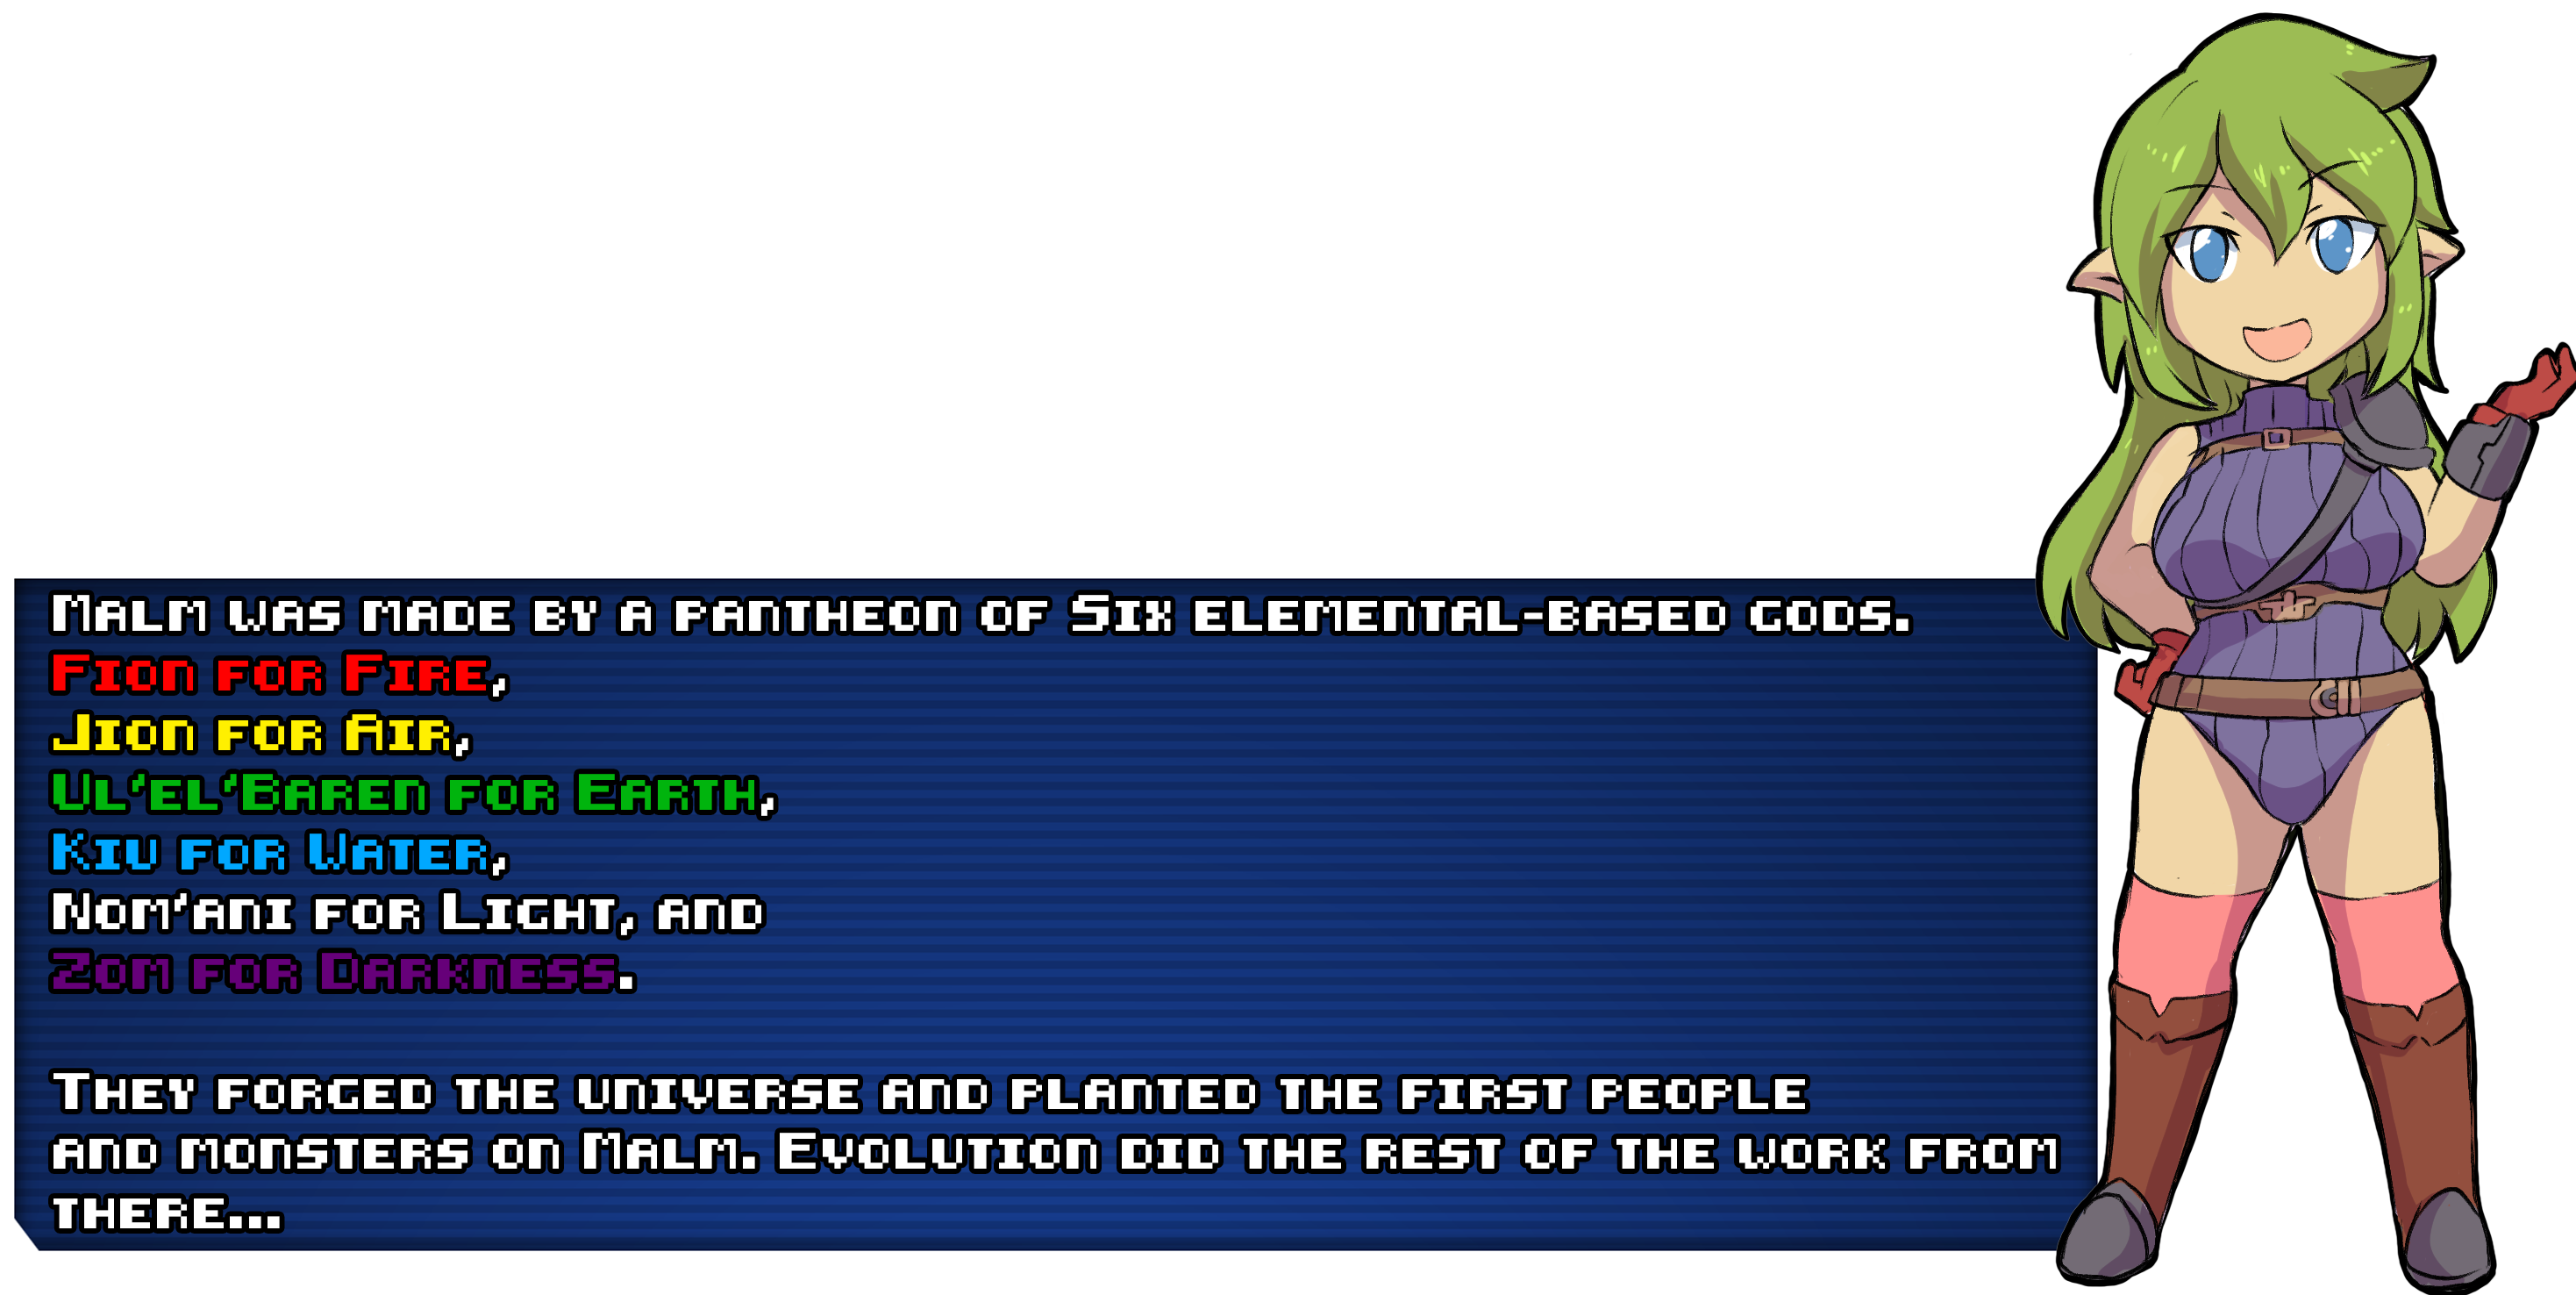 Malm was made by a pantheon of Six elemental-based gods.
Fion for Fire,
Jion for Air,
Ul'el'Baren for Earth,
Kiu for Water,
Nom'ani for Light, and
Zom for Darkness.
They forged the universe and planted the first people
and monsters on Malm. Evolution did the rest of the work from
there...